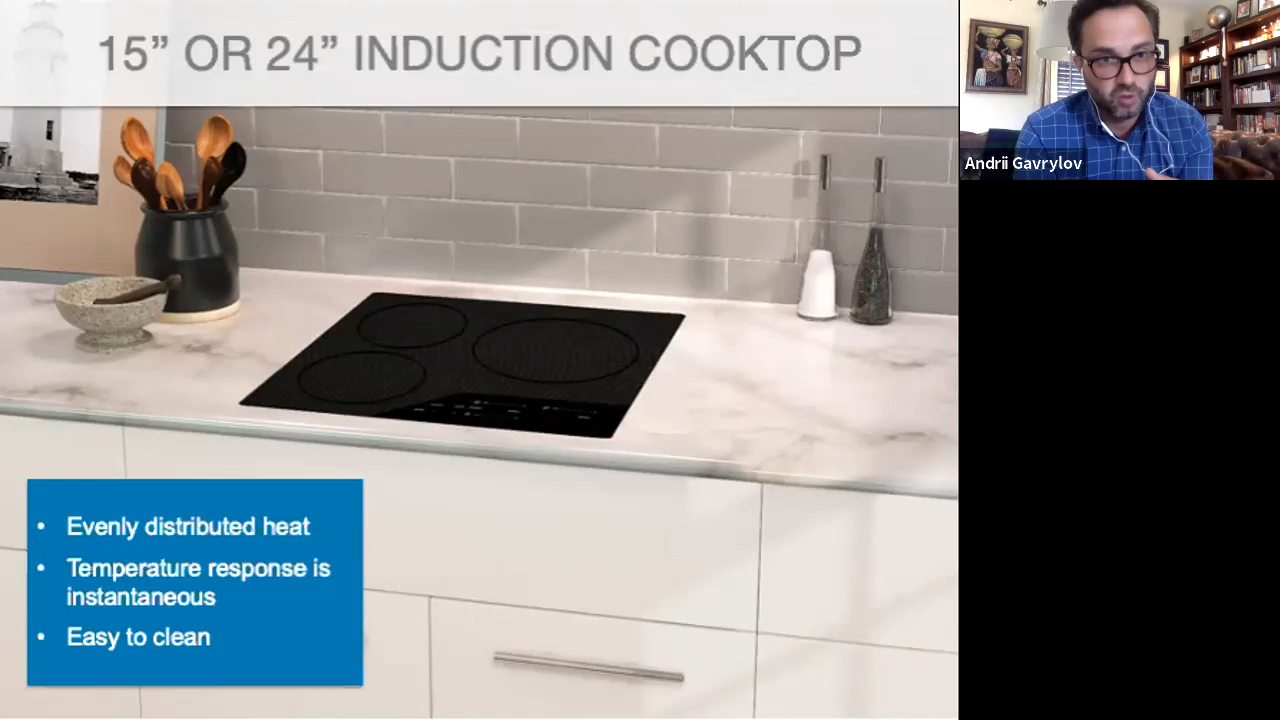 15” OR 24” INDUCTION COOKTOP
Andrii Gavrylov
• Evenly distributed heat
• Temperature response is
instantaneous
• Easy to clean